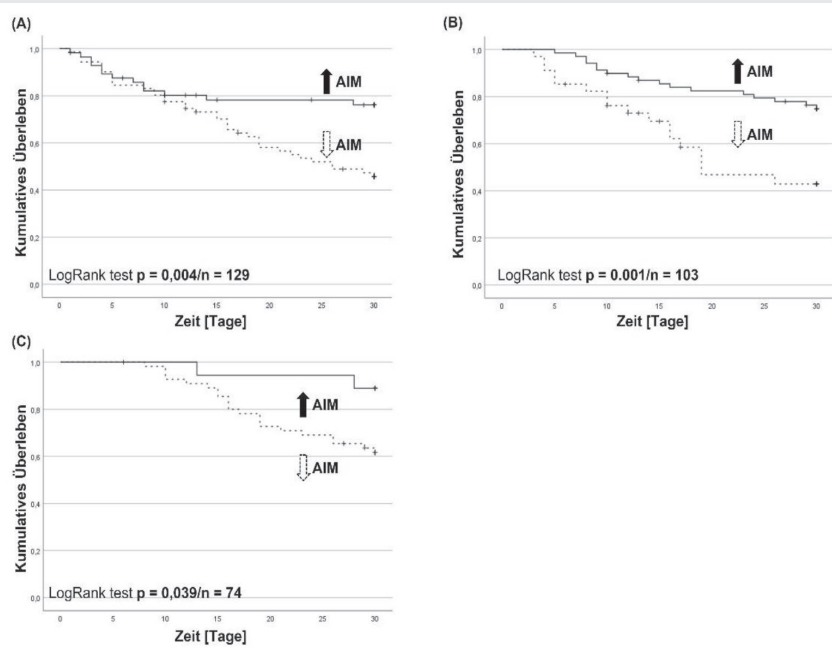 (A)
Kumulatives Überleben
1,0
0,8
0,6
0,4
0,2
0,0
AIM
AIM
LogRank test p = 0,004/n = 129
0 5 10 15 20 25 30
Zeit [Tage]
(B)
Kumulatives Überleben
1,0
0,8
0,6
0,4
0,2
0,0
AIM
AIM
LogRank test p = 0.001/n = 103
0 5 10 15 20 25 30
Zeit [Tage]
(C)
Kumulatives Überleben
1,0
0,8
0,6
0,4
0,2
0,0
AIM
AIM
LogRank test p = 0,039/n = 74
0 5 10 15 20 25 30
Zeit [Tage]